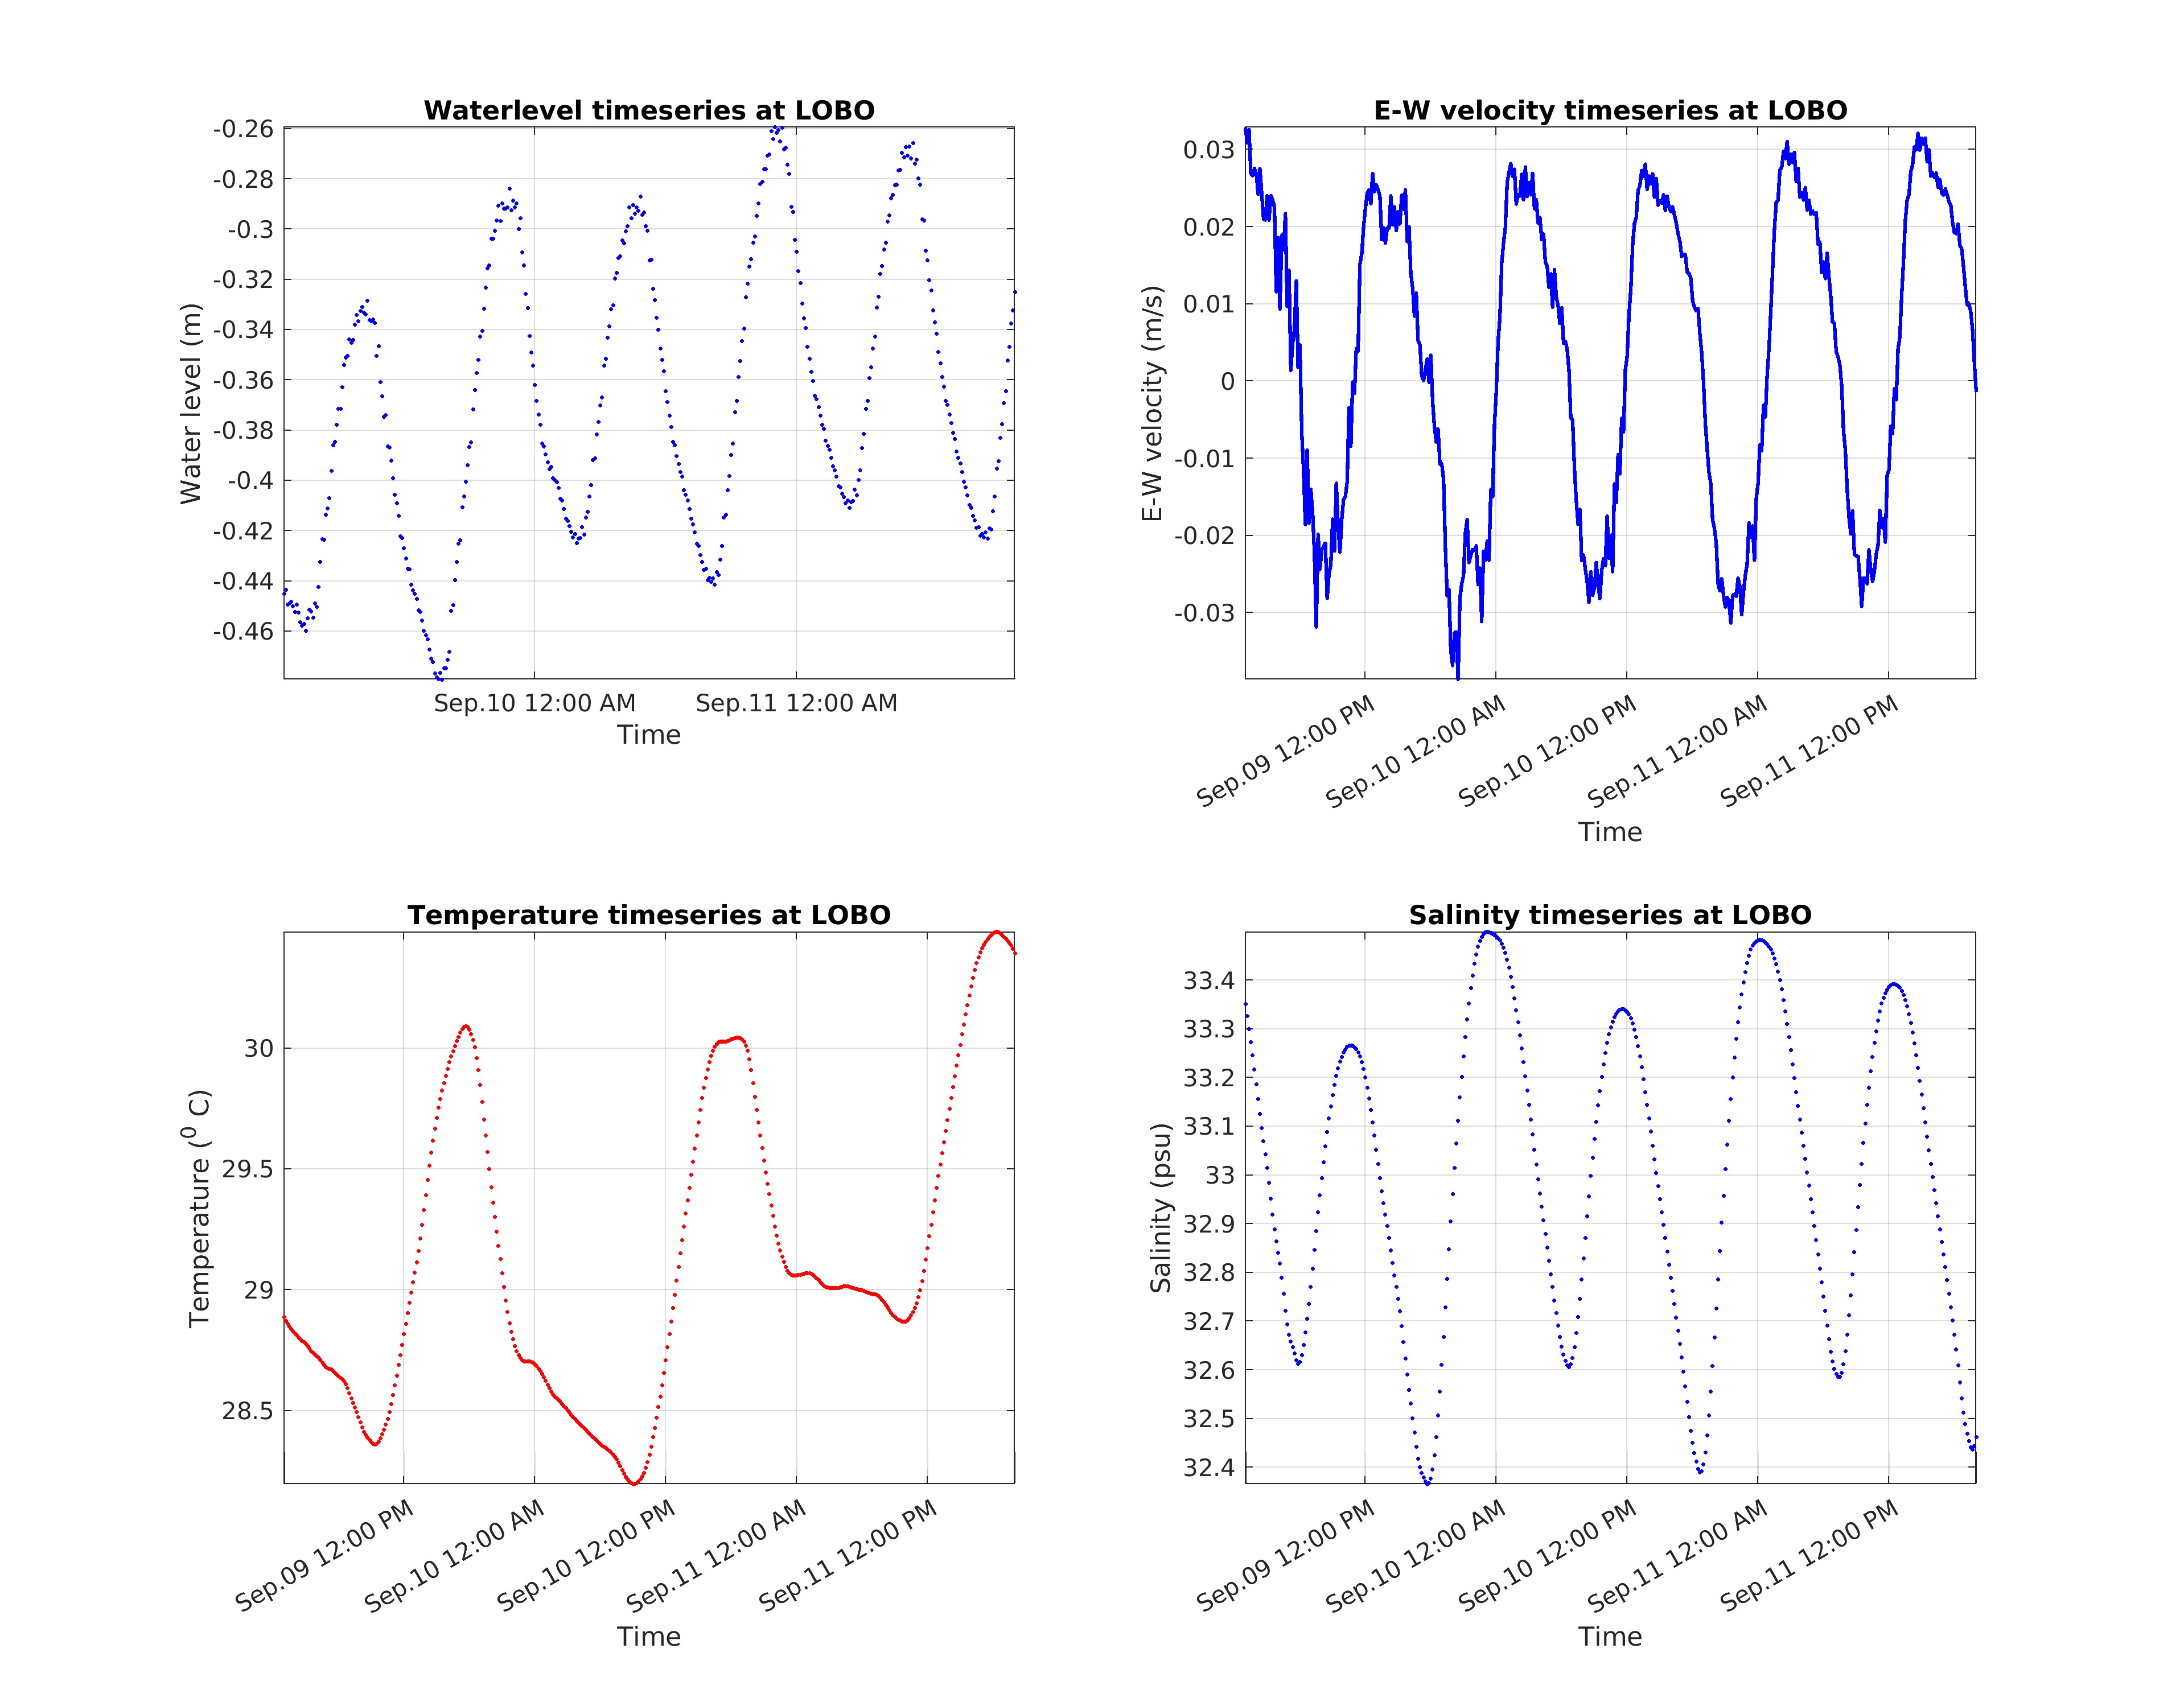 Waterlevel timeseries at LOBO
-0.26
-0.28
-0.3
-0.32
-0.34
-0.36
-0.38
-0.4
-0.42
-0.44
-0.46
Water level (m)
Sep.10 12:00 AM
Sep.11 12:00 AM
Time
E-W velocity timeseries at LOBO
0.03
0.02
0.01
0
-0.01
-0.02
-0.03
E-W velocity (m/s)
Sep.09 12:00 PM
Sep.10 12:00 AM
Sep.10 12:00 PM
Sep.11 12:00 AM
Sep.11 12:00 PM
Time
Temperature timeseries at LOBO
30
29.5
29
28.5
Temperature (⁰ C)
Sep.09 12:00 PM
Sep.10 12:00 AM
Sep.10 12:00 PM
Sep.11 12:00 AM
Sep.11 12:00 PM
Time
Salinity timeseries at LOBO
33.4
33.3
33.2
33.1
33
32.9
32.8
32.7
32.6
32.5
32.4
Salinity (psu)
Sep.09 12:00 PM
Sep.10 12:00 AM
Sep.10 12:00 PM
Sep.11 12:00 AM
Sep.11 12:00 PM
Time